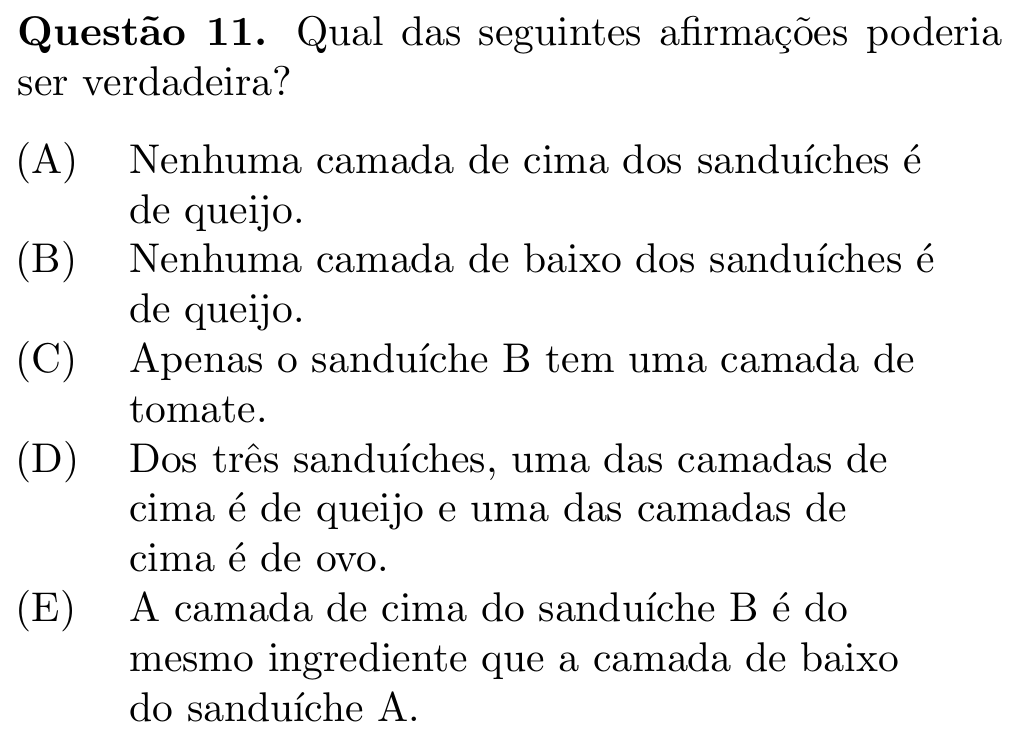 Questão 11. Qual das seguintes afirmações poderia
ser verdadeira?
(A) Nenhuma camada de cima dos sanduíches é
de queijo.
(B) Nenhuma camada de baixo dos sanduíches é
de queijo.
(C) Apenas o sanduíche B tem uma camada de
tomate.
(D) Dos três sanduíches, uma das camadas de
cima é de queijo e uma das camadas de
cima é de ovo.
(E) A camada de cima do sanduíche B é do
mesmo ingrediente que a camada de baixo
do sanduíche A.